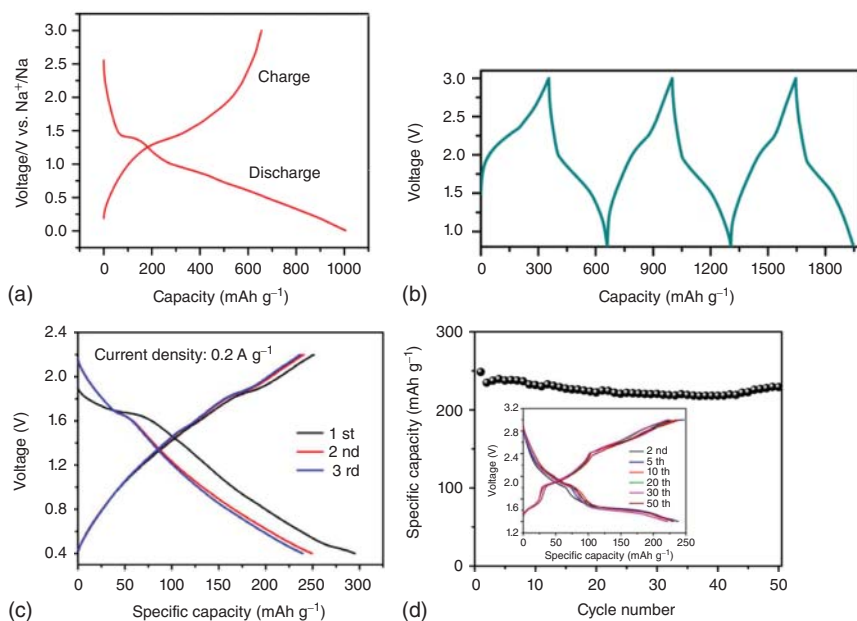 3.0
2.5
2.0
1.5
1.0
0.5
0.0
Voltage/V vs. Na⁺/Na
Charge
Discharge
0
200
400
600
800
1000
Capacity (mAh g⁻¹)
(a)
3.0
2.5
2.0
1.5
1.0
Voltage (V)
0
300
600
900
1200
1500
1800
Capacity (mAh g⁻¹)
(b)
2.4
2.0
1.6
1.2
0.8
0.4
Voltage (V)
Current density: 0.2 A g⁻¹
1 st
2 nd
3 rd
0
50
100
150
200
250
300
Specific capacity (mAh g⁻¹)
(c)
300
250
200
150
100
50
0
Specific capacity (mAh g⁻¹)
3.2
2.8
2.4
2.0
1.6
1.2
Voltage (V)
2 nd
5 th
10 th
20 th
30 th
50 th
0
50
100
150
200
250
Specific capacity (mAh g⁻¹)
0
10
20
30
40
50
Cycle number
(d)